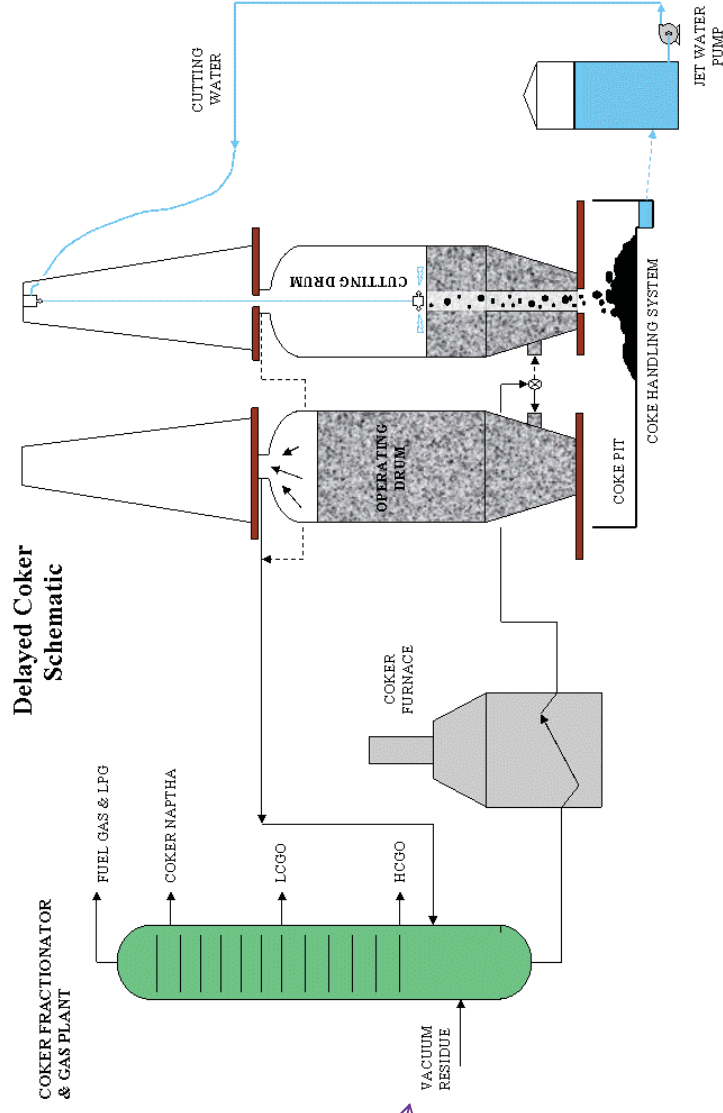 Delayed Coker
Schematic
COKER FRACTIONATOR
& GAS PLANT
FUEL GAS & LPG
COKER NAPTHA
LCGO
HCGO
VACUUM
RESIDUE
COKER
FURNACE
OPERATING
DRUM
CUTTING DRUM
CUTTING
WATER
COKE PIT
COKE HANDLING SYSTEM
JET WATER
PUMP